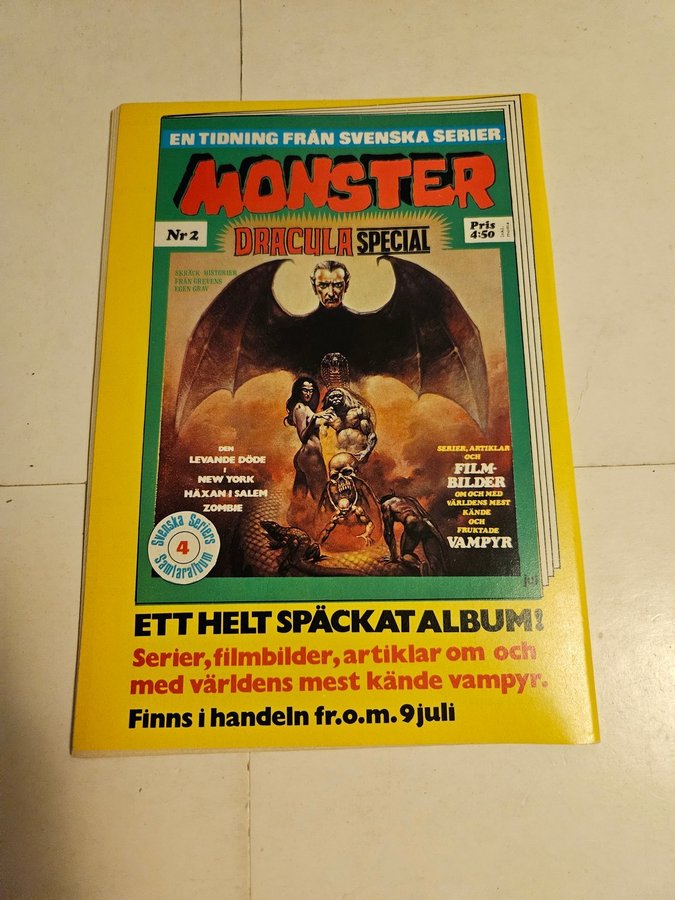 EN TIDNING FRÅN SVENSKA SERIER
MONSTER
Nr 2
DRACULA SPECIAL
Pris
4:50
SKRÄCK HISTORIER
FRÅN GREVENS
EGEN GRAV
DEN
LEVANDE DÖDE
I
NEW YORK
HÄXAN I SALEM
ZOMBIE
SERIER, ARTIKLAR
OCH
FILM-
BILDER
OM OCH MED
VÄRLDENS MEST
KÄNDE
OCH
FRUKTADE
VAMPYR
Svenska Seriers
4
Samlaralbum
ETT HELT SPÄCKAT ALBUM!
Serier, filmbilder, artiklar om och
med världens mest kände vampyr.
Finns i handeln fr.o.m. 9 juli